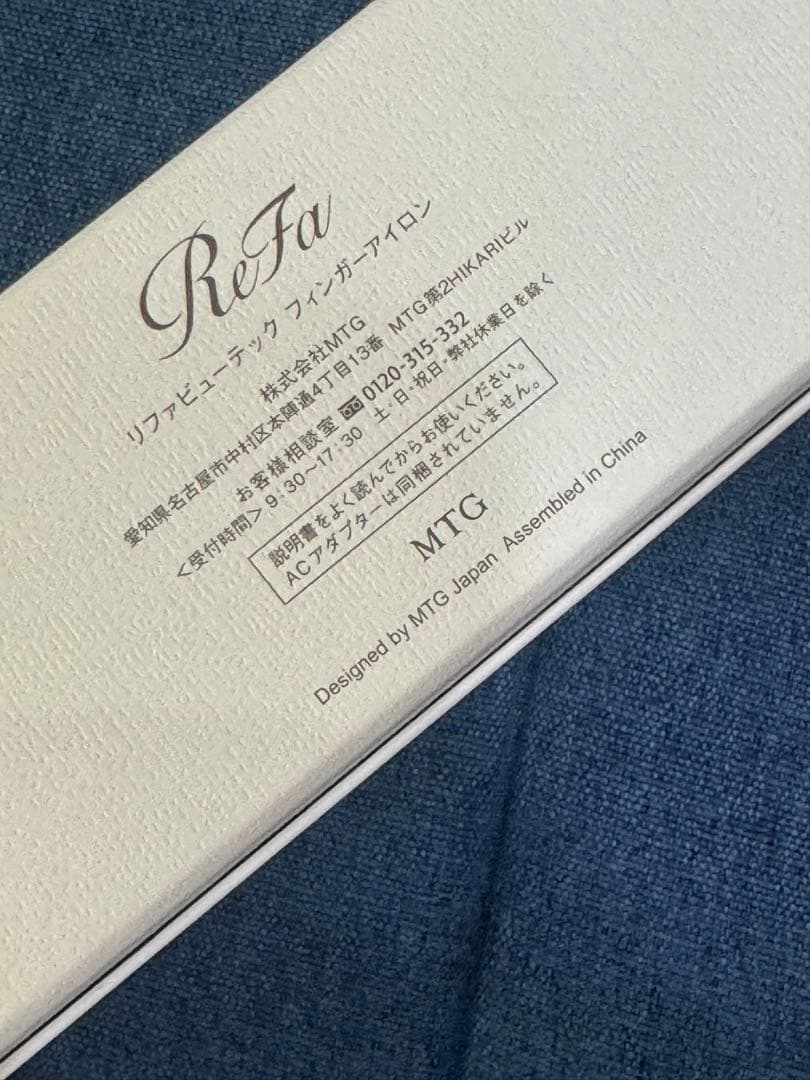 ReFa
リファビューテック フィンガーアイロン
株式会社MTG
愛知県名古屋市中村区本陣通4丁目13番 MTG第2HIKARIビル
お客様相談室 0120-315-332
<受付時間> 9:30〜17:30 土・日・祝日・弊社休業日を除く
説明書をよく読んでからお使いください。
ACアダプターは同梱されていません。
MTG
Designed by MTG Japan Assembled in China